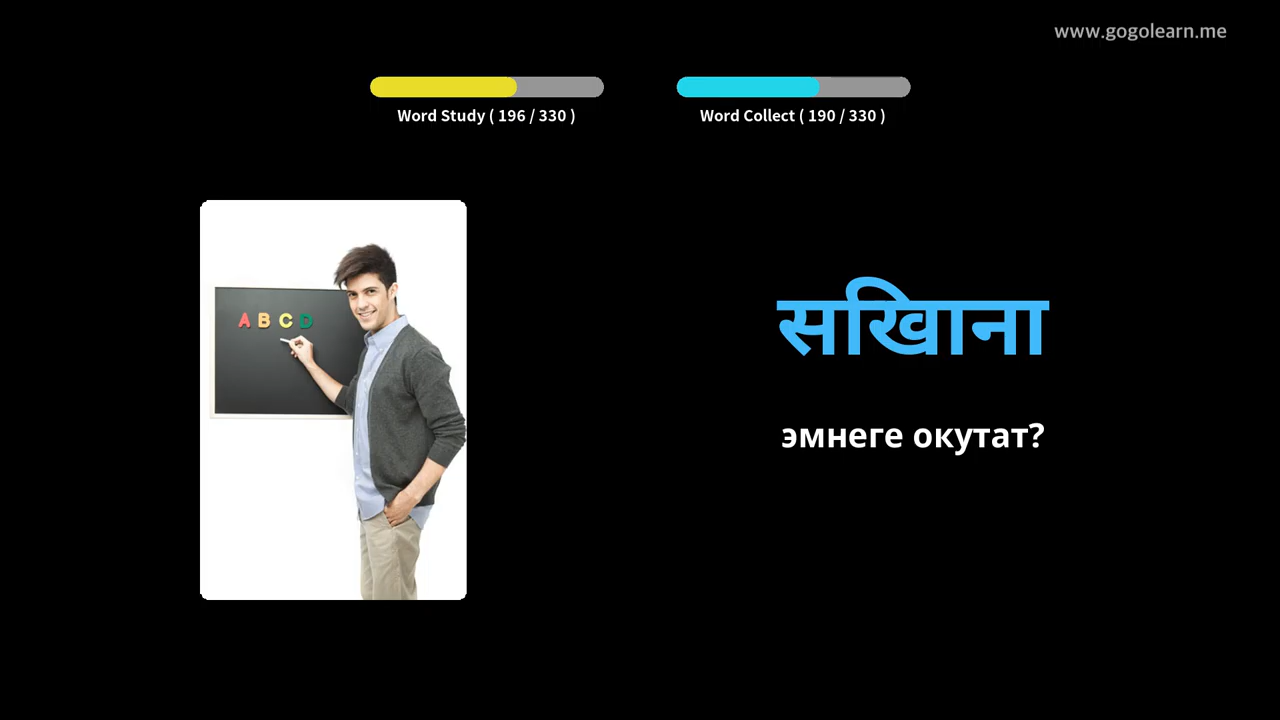 www.gogolearn.me
Word Study ( 196 / 330 )
Word Collect ( 190 / 330 )
A B C D
सखिाना
эмнеге окутат?